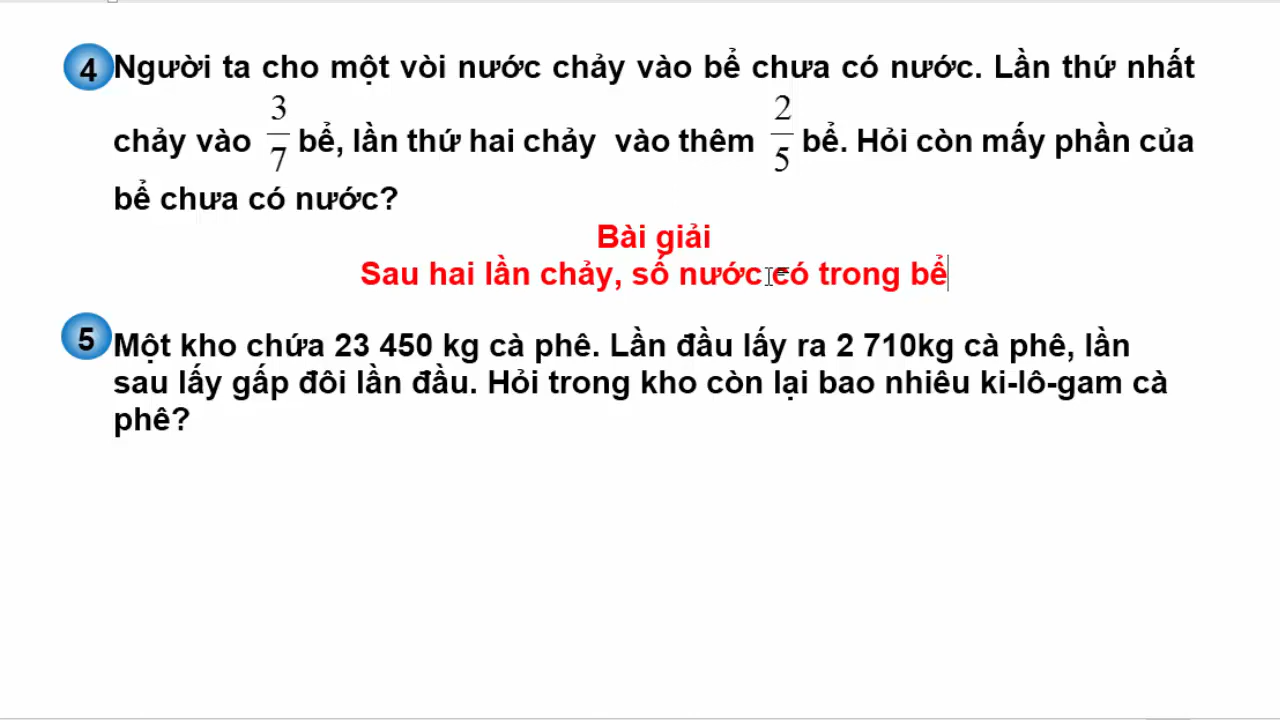 4 Người ta cho một vòi nước chảy vào bể chưa có nước. Lần thứ nhất
chảy vào 3/7 bể, lần thứ hai chảy vào thêm 2/5 bể. Hỏi còn mấy phần của
bể chưa có nước?
Bài giải
Sau hai lần chảy, số nước có trong bể
5 Một kho chứa 23 450 kg cà phê. Lần đầu lấy ra 2 710kg cà phê, lần
sau lấy gấp đôi lần đầu. Hỏi trong kho còn lại bao nhiêu ki-lô-gam cà
phê?